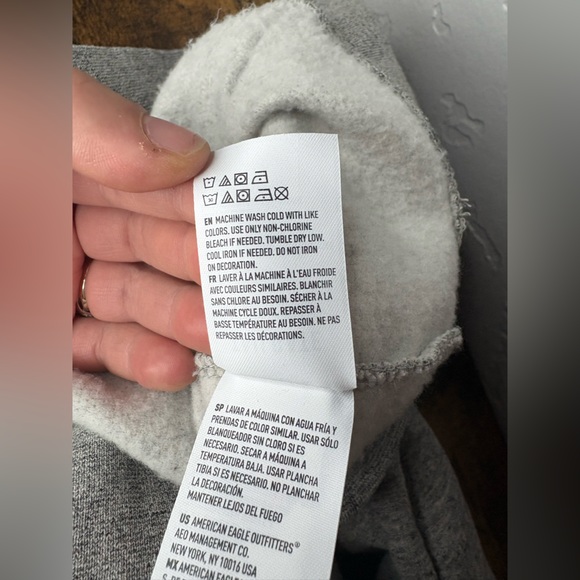 EN MACHINE WASH COLD WITH LIKE
COLORS. USE ONLY NON-CHLORINE
BLEACH IF NEEDED. TUMBLE DRY LOW.
COOL IRON IF NEEDED. DO NOT IRON
ON DECORATION.
FR LAVER À LA MACHINE À L'EAU FROIDE
AVEC COULEURS SIMILAIRES. BLANCHIR
SANS CHLORE AU BESOIN. SÉCHER À LA
MACHINE CYCLE DOUX. REPASSER À
BASSE TEMPÉRATURE AU BESOIN. NE PAS
REPASSER LES DÉCORATIONS.
SP LAVAR A MÁQUINA CON AGUA FRÍA Y
PRENDAS DE COLOR SIMILAR. USAR SÓLO
BLANQUEADOR SIN CLORO SI ES
NECESARIO. SECAR A MÁQUINA A
TEMPERATURA BAJA. USAR PLANCHA
TIBIA SI ES NECESARIO. NO PLANCHAR
LA DECORACIÓN.
MANTENER LEJOS DEL FUEGO
US AMERICAN EAGLE OUTFITTERS®
AEO MANAGEMENT CO.
NEW YORK, NY 10016 USA
MX AMERICAN EAGLE